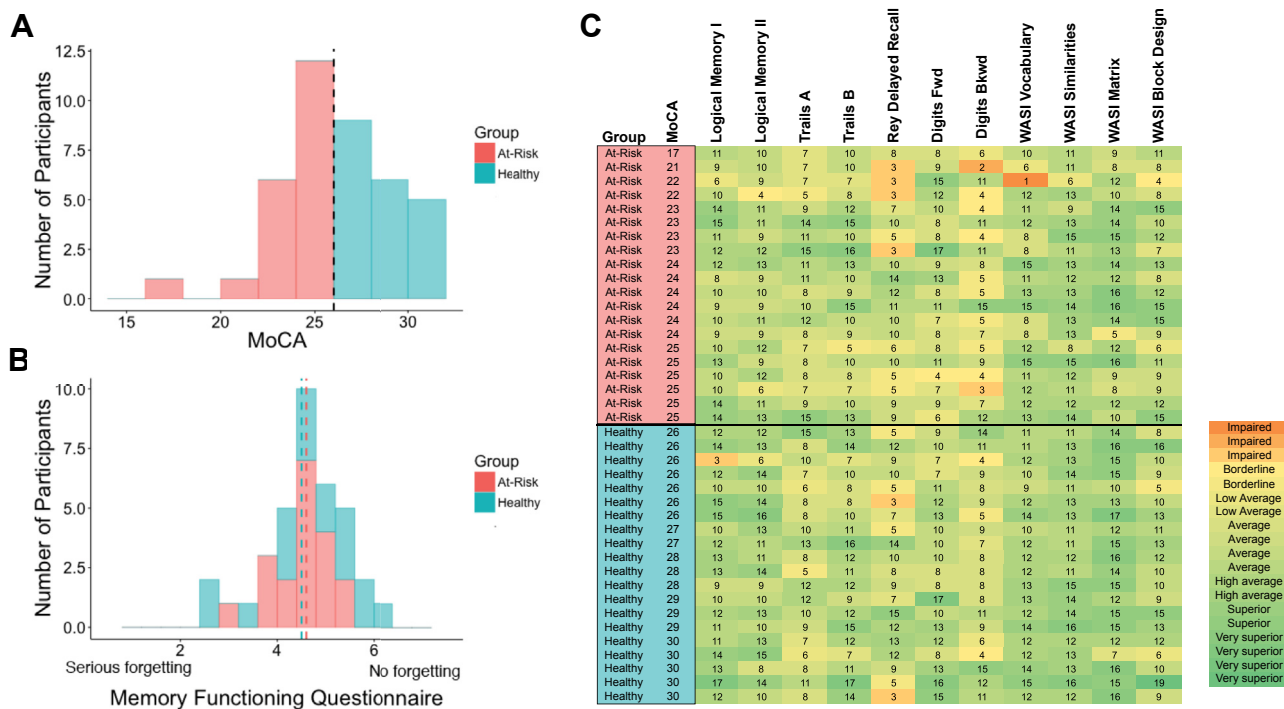 A
Number of Participants
12.5
10.0
7.5
5.0
2.5
0.0
15
20
25
30
MoCA
Group
At-Risk
Healthy
B
Number of Participants
10.0
7.5
5.0
2.5
0.0
2
4
6
Serious forgetting
No forgetting
Memory Functioning Questionnaire
Group
At-Risk
Healthy
C
Group MoCA Logical Memory I Logical Memory II Trails A Trails B Rey Delayed Recall Digits Fwd Digits Bkwd WASI Vocabulary WASI Similarities WASI Matrix WASI Block Design
At-Risk 17 11 10 7 10 8 8 6 10 11 9 11
At-Risk 21 9 10 7 10 3 9 2 6 11 8 8
At-Risk 22 6 9 7 7 3 15 11 1 6 12 4
At-Risk 22 10 4 5 8 3 12 4 12 13 10 8
At-Risk 23 14 11 9 12 7 10 4 11 9 14 15
At-Risk 23 15 11 14 15 10 8 11 12 13 14 10
At-Risk 23 11 9 11 10 5 8 4 8 15 15 12
At-Risk 23 12 12 15 16 3 17 11 8 11 13 7
At-Risk 24 12 13 11 13 10 9 8 15 13 14 13
At-Risk 24 8 9 11 10 14 13 5 11 12 12 8
At-Risk 24 10 10 8 9 12 8 5 13 13 16 12
At-Risk 24 9 9 10 15 11 11 15 15 14 16 15
At-Risk 24 10 11 12 10 10 7 5 8 13 14 15
At-Risk 24 9 9 8 9 10 8 7 8 13 5 9
At-Risk 25 10 12 7 5 6 8 5 12 8 12 6
At-Risk 25 13 9 8 10 10 11 9 15 15 16 11
At-Risk 25 10 12 8 8 5 4 4 11 12 9 9
At-Risk 25 10 6 7 7 5 7 3 12 11 8 9
At-Risk 25 14 11 9 10 9 9 7 12 12 12 12
At-Risk 25 14 13 15 13 9 6 12 13 14 10 15
Healthy 26 12 12 15 13 5 9 14 11 11 14 8
Healthy 26 14 13 8 14 12 10 11 11 11 16 16
Healthy 26 3 6 10 7 9 7 4 12 13 15 10
Healthy 26 12 14 7 10 10 7 9 10 14 15 9
Healthy 26 10 10 6 8 5 11 8 9 11 10 5
Healthy 26 15 14 8 8 3 12 9 12 13 13 10
Healthy 26 15 16 8 10 7 13 5 14 13 17 13
Healthy 27 10 13 10 11 5 10 9 10 11 12 11
Healthy 27 12 11 13 16 14 10 7 12 11 15 13
Healthy 28 13 11 8 12 10 10 8 12 12 16 12
Healthy 28 13 14 5 11 8 8 8 12 11 14 10
Healthy 28 9 9 12 12 9 8 8 13 15 15 10
Healthy 29 10 10 12 9 7 17 8 13 14 12 9
Healthy 29 12 13 10 12 15 10 11 12 14 15 15
Healthy 29 11 10 9 15 12 12 9 14 16 15 13
Healthy 30 11 13 7 12 13 12 6 12 12 12 12
Healthy 30 14 15 6 7 12 8 4 12 13 7 6
Healthy 30 13 8 8 11 9 13 15 14 13 16 10
Healthy 30 17 14 11 17 5 16 12 15 16 15 19
Healthy 30 12 10 8 14 3 15 11 12 12 16 9
Impaired
Impaired
Impaired
Borderline
Borderline
Low Average
Low Average
Average
Average
Average
Average
High average
High average
Superior
Superior
Very superior
Very superior
Very superior
Very superior